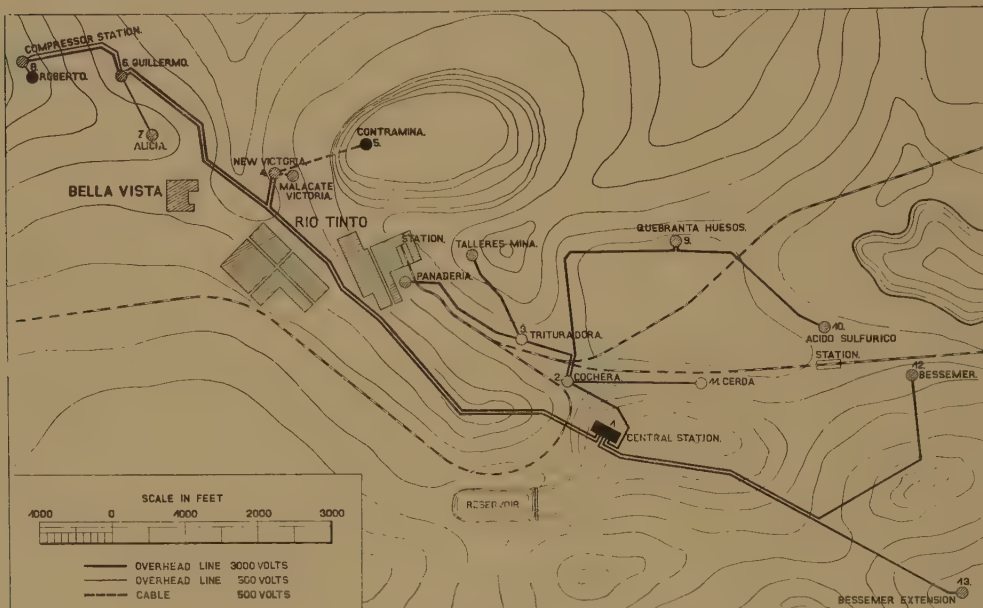 COMPRESSOR STATION.
8.
ROBERTO.
6. GUILLERMO.
7.
ALICIA.
CONTRAMINA.
5.
NEW VICTORIA.
4.
MALACATE
VICTORIA.
BELLA VISTA
RIO TINTO
STATION.
TALLERES MINA.
PANADERIA.
QUEBRANTA HUESOS.
9.
3.
TRITURADORA.
10.
ACIDO SULFURICO
STATION.
2.
COCHERA.
11. CERDA.
12.
BESSEMER.
1
CENTRAL STATION.
RESERVOIR
SCALE IN FEET
1000 0 1000 2000 3000
OVERHEAD LINE 3000 VOLTS
OVERHEAD LINE 500 VOLTS
CABLE 500 VOLTS
13.
BESSEMER EXTENSION